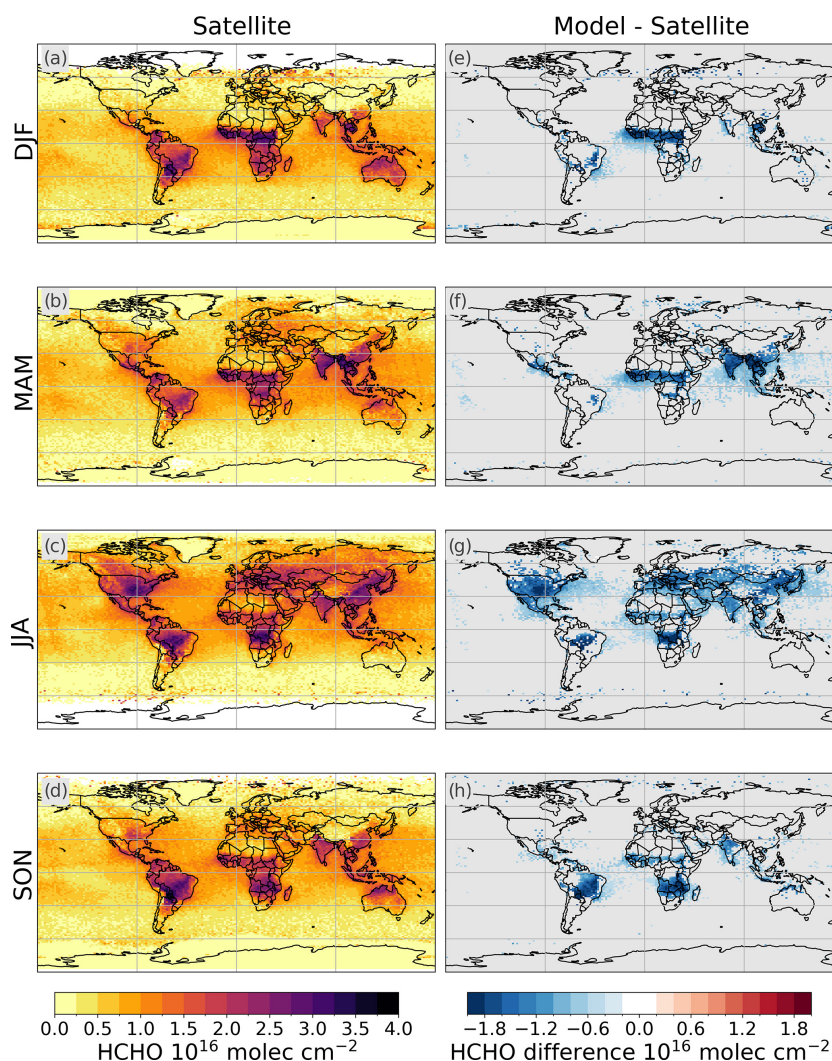 Satellite
Model - Satellite
DJF
(a)
(e)
MAM
(b)
(f)
JJA
(c)
(g)
SON
(d)
(h)
0.0 0.5 1.0 1.5 2.0 2.5 3.0 3.5 4.0
HCHO 10¹⁶ molec cm⁻²
−1.8 −1.2 −0.6 0.0 0.6 1.2 1.8
HCHO difference 10¹⁶ molec cm⁻²